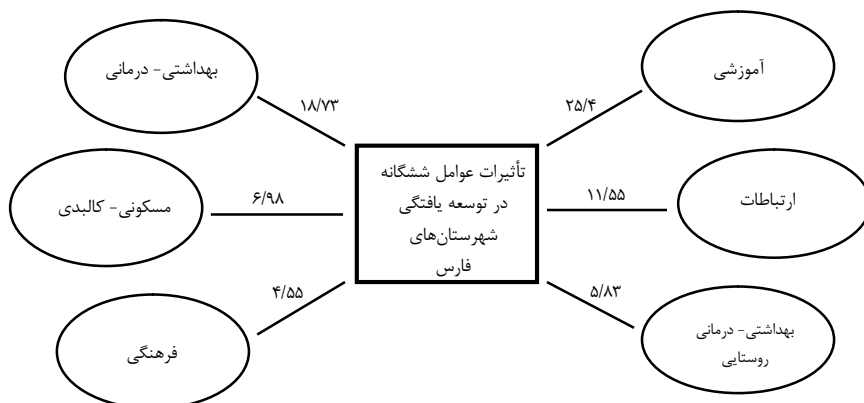 آموزشی
۲۵/۴
بهداشتی- درمانی
۱۸/۷۳
تأثیرات عوامل ششگانه
در توسعه یافتگی
شهرستان‌های
فارس
ارتباطات
۱۱/۵۵
مسکونی- کالبدی
۶/۹۸
بهداشتی- درمانی
روستایی
۵/۸۳
فرهنگی
۴/۵۵